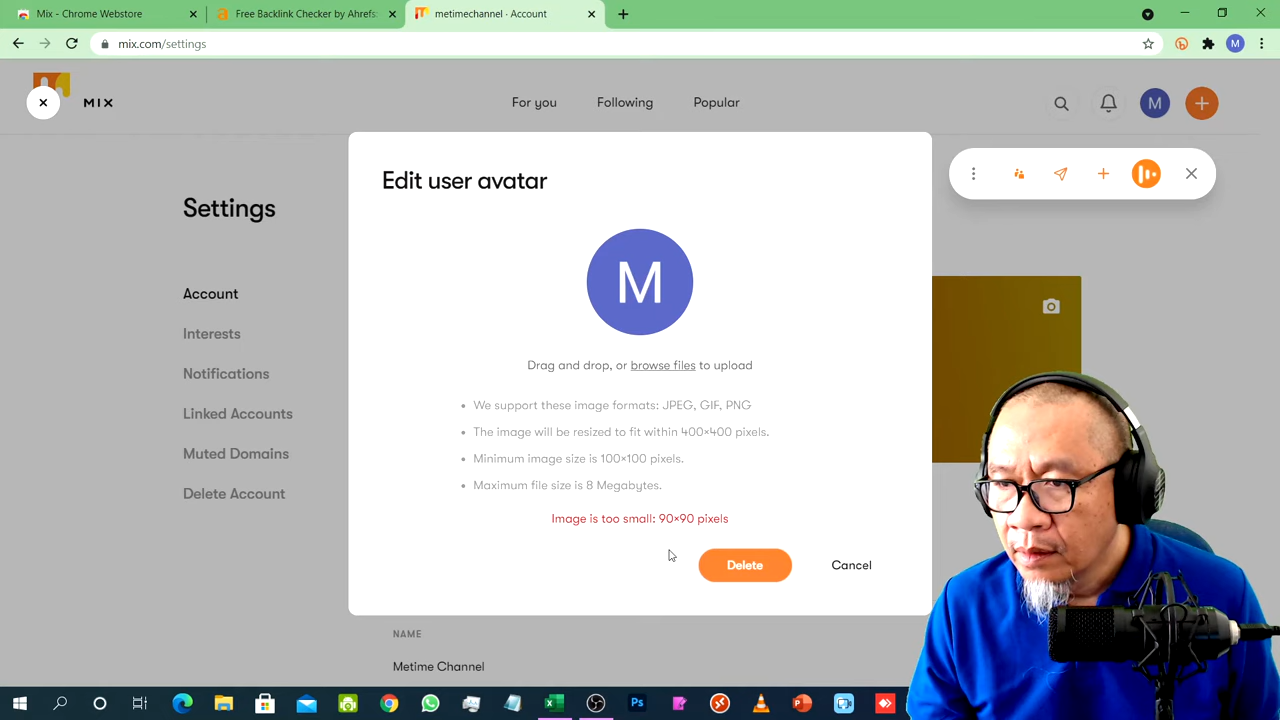 Mix - Chrome Webstore
Free Backlink Checker by Ahrefs:
metimechannel · Account
mix.com/settings
M
MIX
For you
Following
Popular
M
Edit user avatar
Settings
M
Account
Interests
Notifications
Linked Accounts
Muted Domains
Delete Account
Drag and drop, or browse files to upload
• We support these image formats: JPEG, GIF, PNG
• The image will be resized to fit within 400×400 pixels.
• Minimum image size is 100×100 pixels.
• Maximum file size is 8 Megabytes.
Image is too small: 90×90 pixels
Delete
Cancel
NAME
Metime Channel
Ps